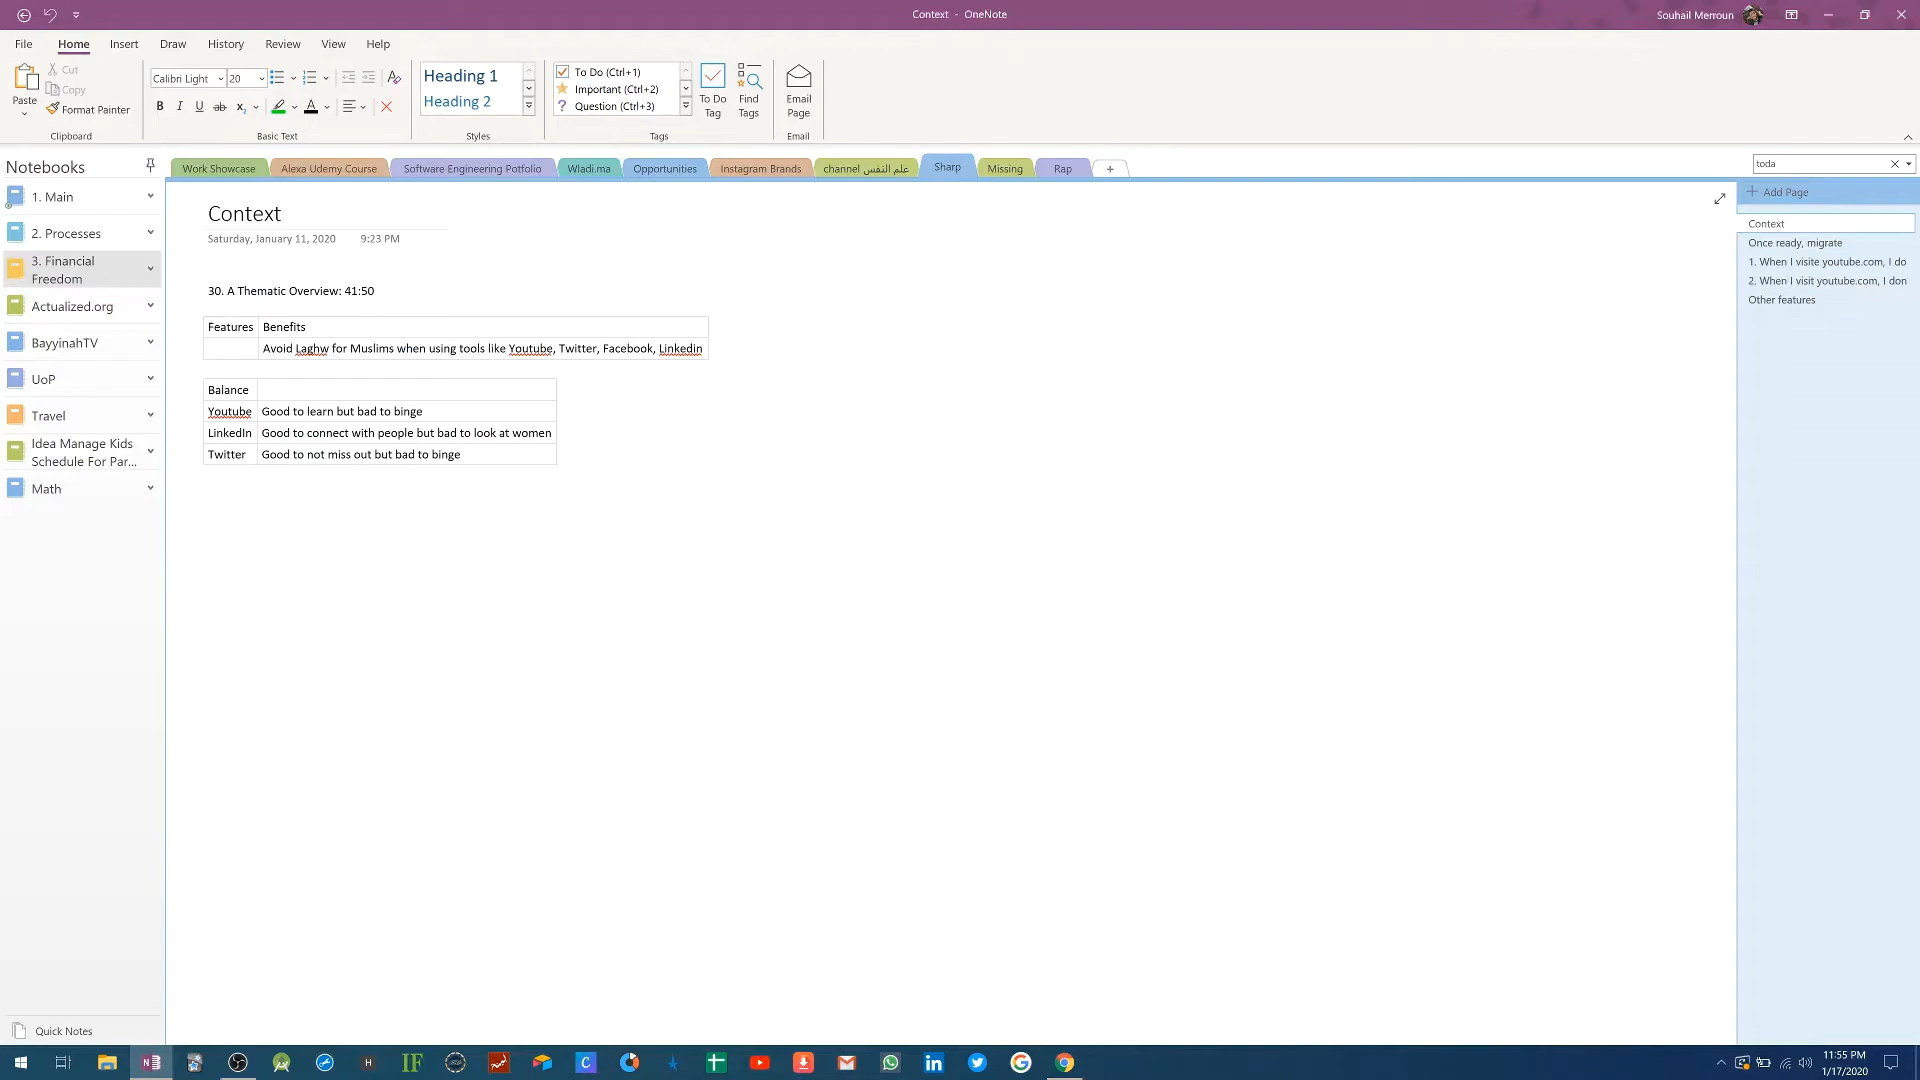 Context - OneNote
Souhail Merroun
File Home Insert Draw History Review View Help
Paste
Cut
Copy
Format Painter
Clipboard
Calibri Light 20
B I U ab x₂ A
Basic Text
Heading 1
Heading 2
Styles
To Do (Ctrl+1)
Important (Ctrl+2)
? Question (Ctrl+3)
To Do Tag
Find Tags
Tags
Email Page
Email
Notebooks
Work Showcase Alexa Udemy Course Software Engineering Potfolio Wladi.ma Opportunities Instagram Brands channel علم النفس Sharp Missing Rap +
toda
1. Main
2. Processes
3. Financial
Freedom
Actualized.org
BayyinahTV
UoP
Travel
Idea Manage Kids
Schedule For Par...
Math
Quick Notes
Context
Saturday, January 11, 2020 9:23 PM
30. A Thematic Overview: 41:50
Features Benefits
Avoid Laghw for Muslims when using tools like Youtube, Twitter, Facebook, Linkedin
Balance
Youtube Good to learn but bad to binge
LinkedIn Good to connect with people but bad to look at women
Twitter Good to not miss out but bad to binge
Add Page
Context
Once ready, migrate
1. When I visite youtube.com, I do
2. When I visit youtube.com, I don
Other features
H IF C in G
11:55 PM
1/17/2020